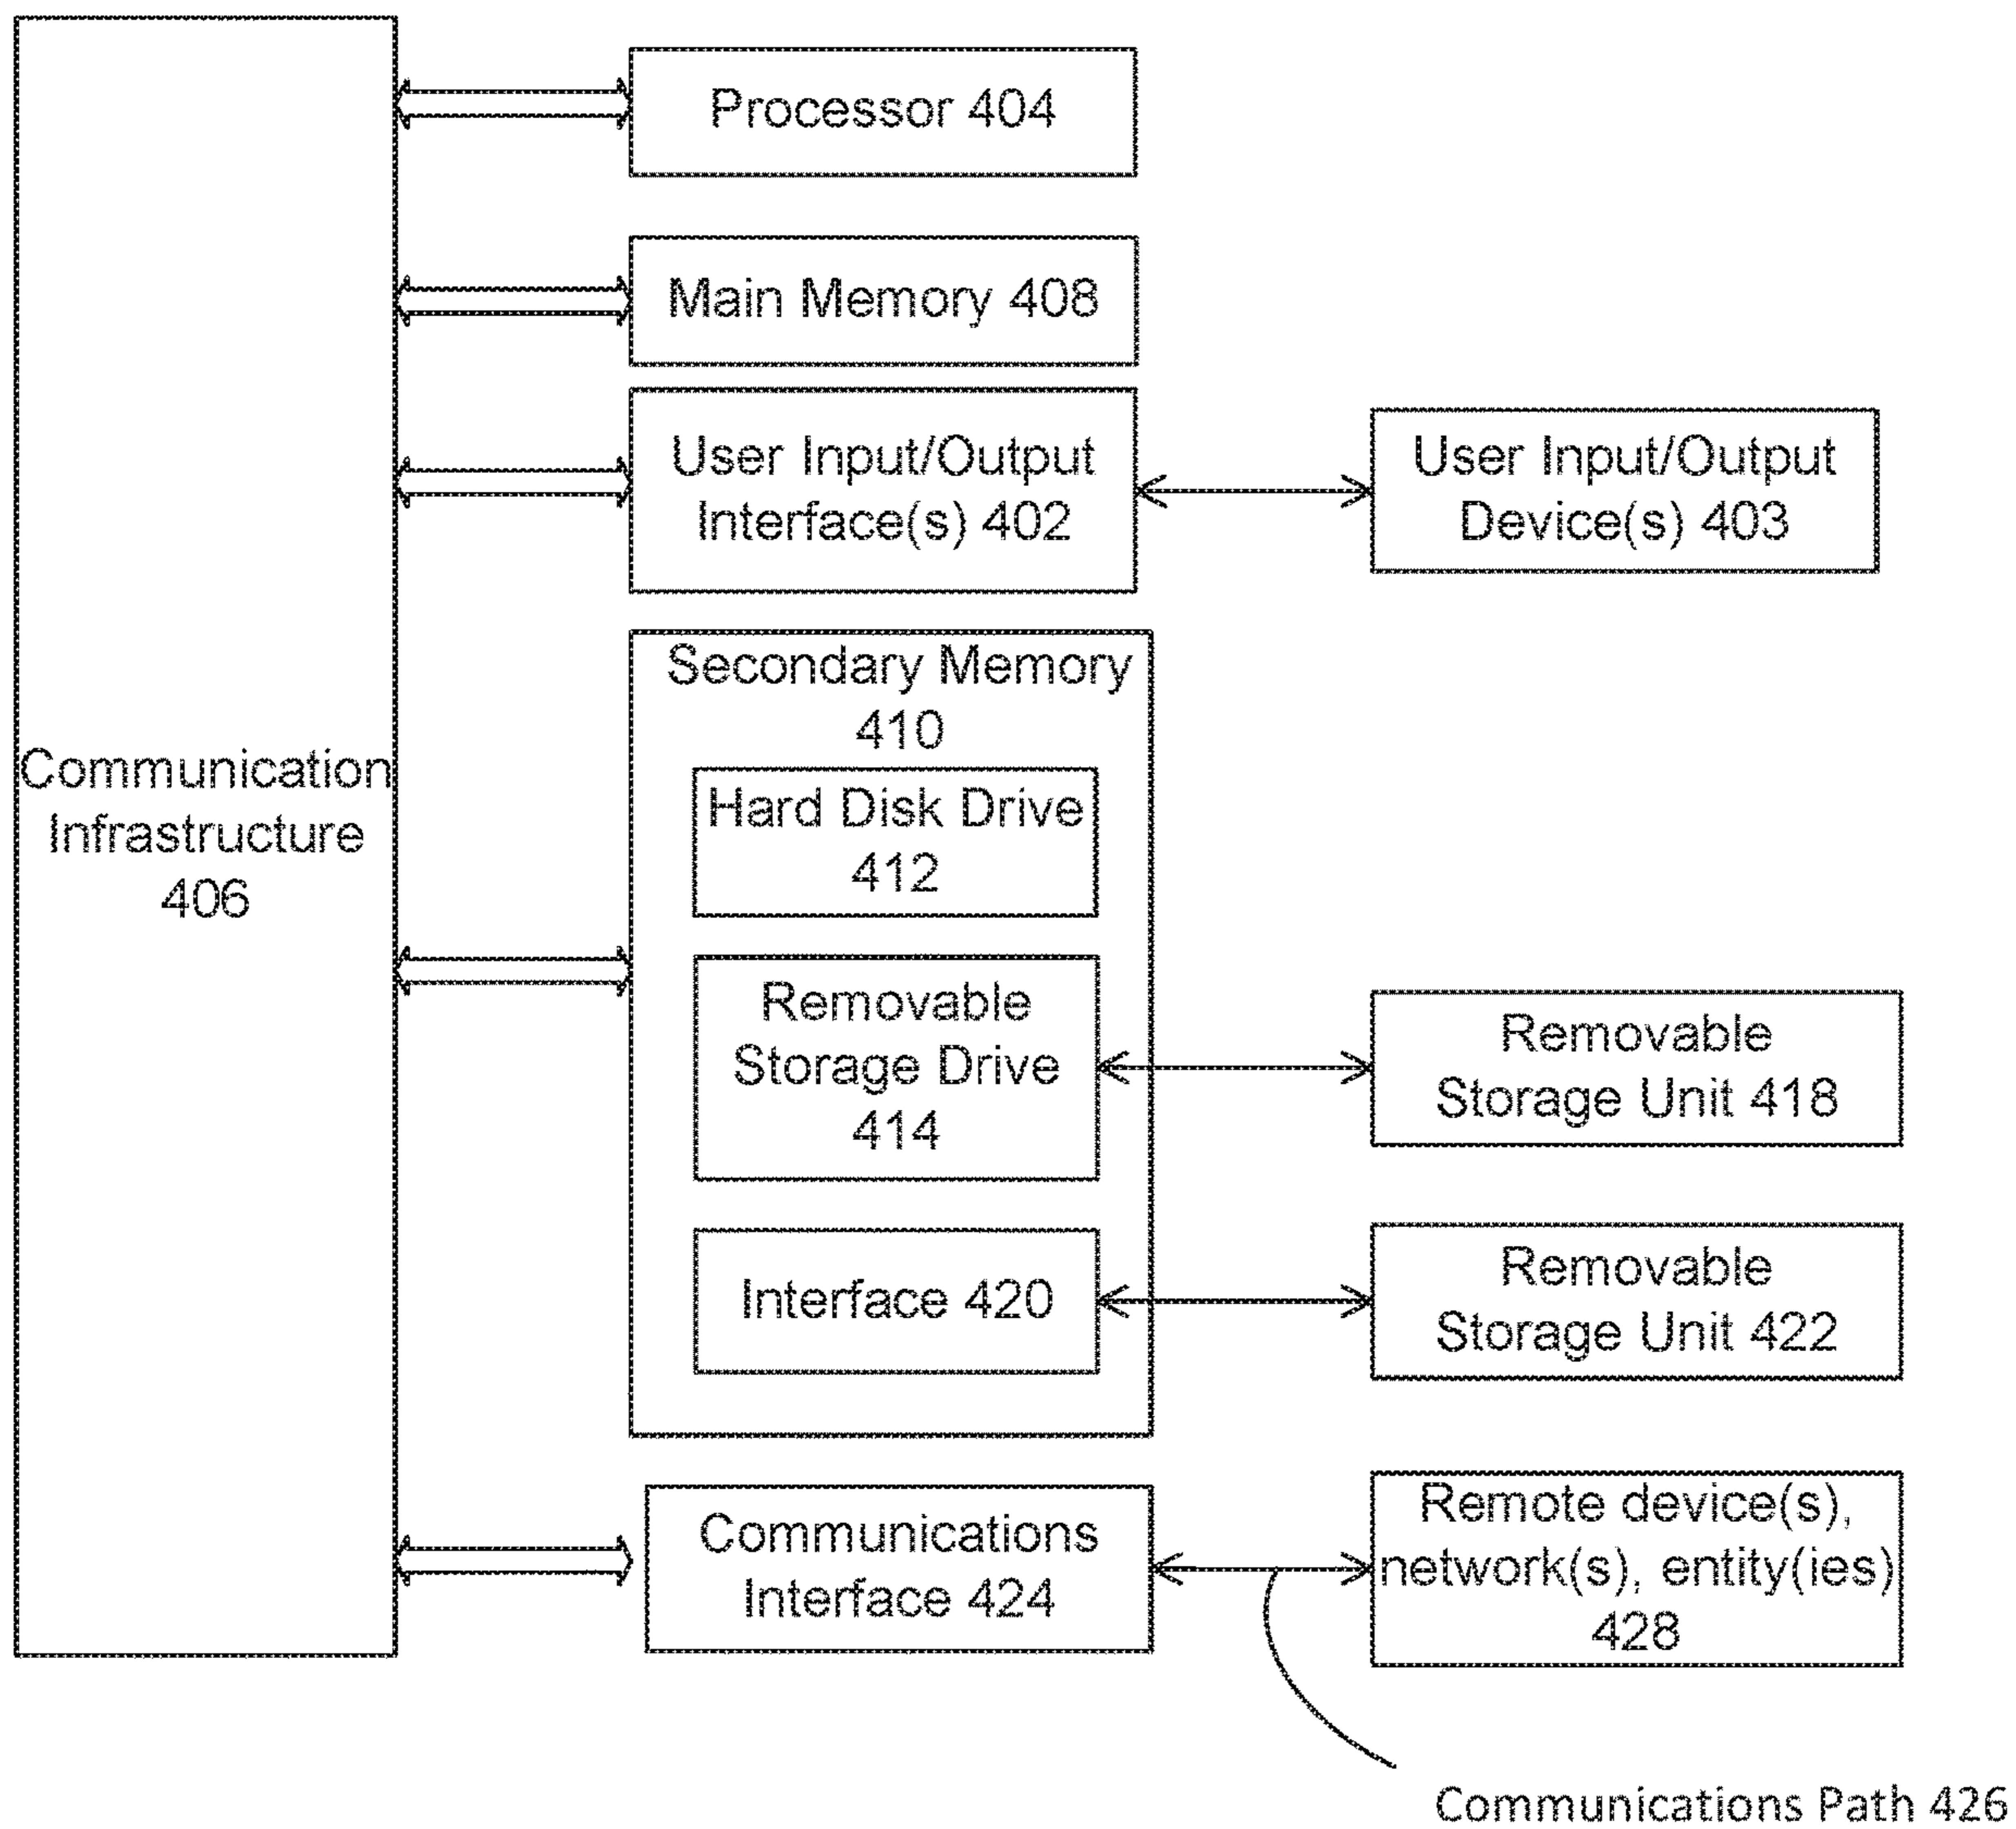 Processor 404
Main Memory 408
User Input/Output
Interface(s) 402
User Input/Output
Device(s) 403
Communication
Infrastructure
406
Secondary Memory
410
Hard Disk Drive
412
Removable
Storage Drive
414
Removable
Storage Unit 418
Interface 420
Removable
Storage Unit 422
Communications
Interface 424
Remote device(s),
network(s), entity(ies)
428
Communications Path 426